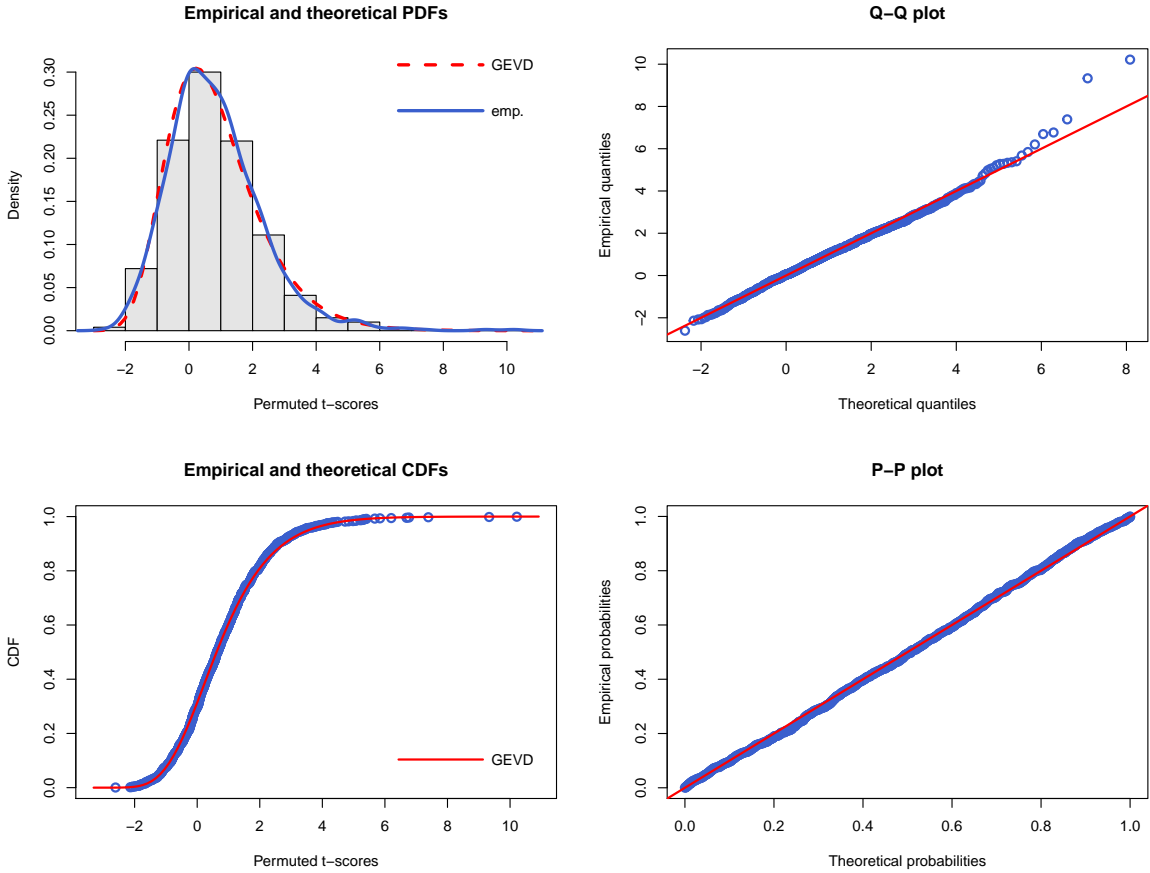 Empirical and theoretical PDFs
Density
0.00 0.05 0.10 0.15 0.20 0.25 0.30
GEVD
emp.
−2 0 2 4 6 8 10
Permuted t−scores
Q−Q plot
Empirical quantiles
−2 0 2 4 6 8 10
−2 0 2 4 6 8
Theoretical quantiles
Empirical and theoretical CDFs
CDF
0.0 0.2 0.4 0.6 0.8 1.0
GEVD
−2 0 2 4 6 8 10
Permuted t−scores
P−P plot
Empirical probabilities
0.0 0.2 0.4 0.6 0.8 1.0
0.0 0.2 0.4 0.6 0.8 1.0
Theoretical probabilities